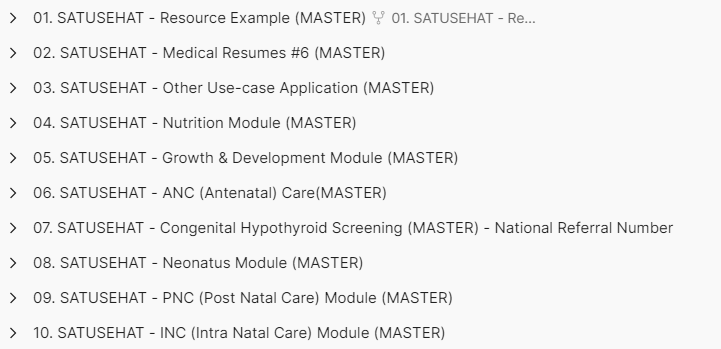 01. SATUSEHAT - Resource Example (MASTER) 01. SATUSEHAT - Re...
02. SATUSEHAT - Medical Resumes #6 (MASTER)
03. SATUSEHAT - Other Use-case Application (MASTER)
04. SATUSEHAT - Nutrition Module (MASTER)
05. SATUSEHAT - Growth & Development Module (MASTER)
06. SATUSEHAT - ANC (Antenatal) Care(MASTER)
07. SATUSEHAT - Congenital Hypothyroid Screening (MASTER) - National Referral Number
08. SATUSEHAT - Neonatus Module (MASTER)
09. SATUSEHAT - PNC (Post Natal Care) Module (MASTER)
10. SATUSEHAT - INC (Intra Natal Care) Module (MASTER)